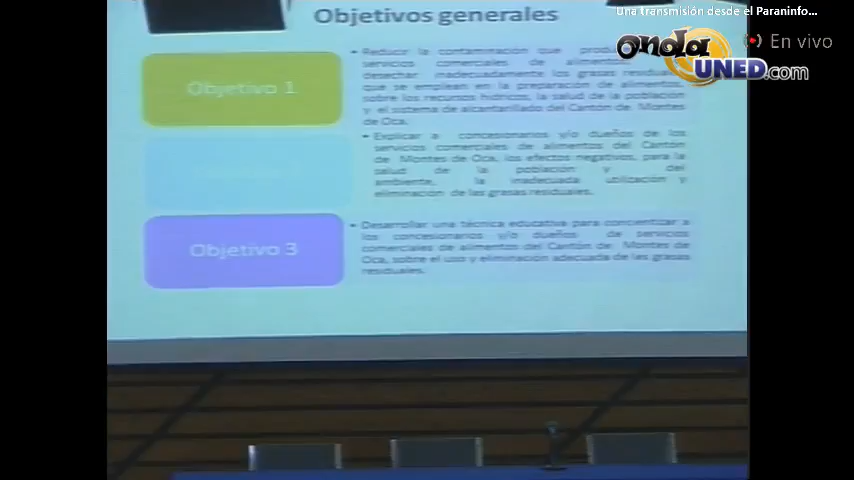 Una transmisión desde el Paraninfo...
onda UNED.com
En vivo
Objetivos generales
Objetivo 1
• Reducir la contaminación que
servicios comerciales de
desechar inadecuadamente los grasas
que se emplean en la preparación de alimentos,
sobre los recursos hídricos, la salud de la población
y el sistema de alcantarillado del Cantón de Montes
de Oca.
• Explicar a concesionarios y/o dueños de los
servicios comerciales de alimentos del Cantón
de Montes de Oca, los efectos negativos, para la
salud de la población y del
ambiente, la inadecuada utilización y
eliminación de las grasas residuales.
Objetivo 3
• Desarrollar una técnica educativa para concientizar a
los concesionarios y/o dueños de servicios
comerciales de alimentos del Cantón de Montes de
Oca, sobre el uso y eliminación adecuada de las grasas
residuales.